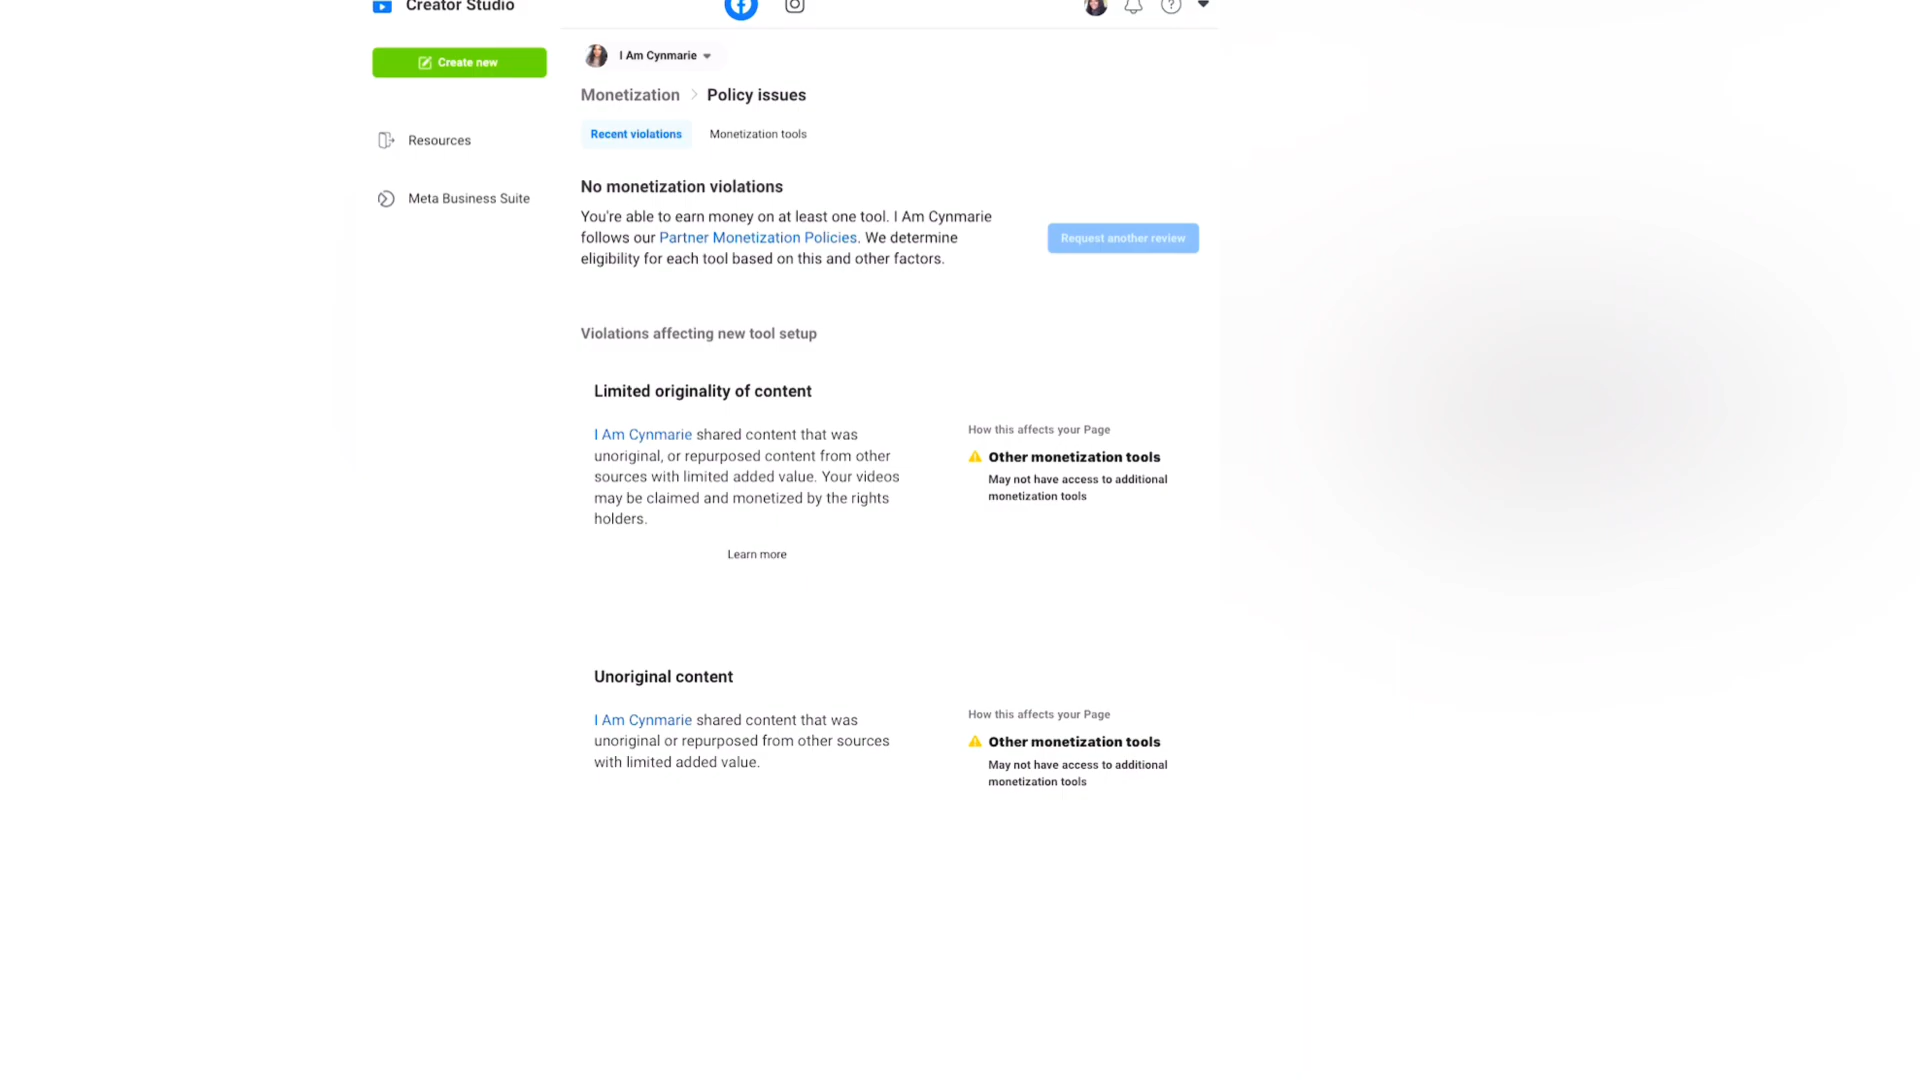 Creator Studio
Create new
I Am Cynmarie
Monetization > Policy issues
Recent violations Monetization tools
Resources
Meta Business Suite
No monetization violations
You're able to earn money on at least one tool. I Am Cynmarie
follows our Partner Monetization Policies. We determine
eligibility for each tool based on this and other factors.
Request another review
Violations affecting new tool setup
Limited originality of content
I Am Cynmarie shared content that was
unoriginal, or repurposed content from other
sources with limited added value. Your videos
may be claimed and monetized by the rights
holders.
Learn more
How this affects your Page
Other monetization tools
May not have access to additional
monetization tools
Unoriginal content
I Am Cynmarie shared content that was
unoriginal or repurposed from other sources
with limited added value.
How this affects your Page
Other monetization tools
May not have access to additional
monetization tools